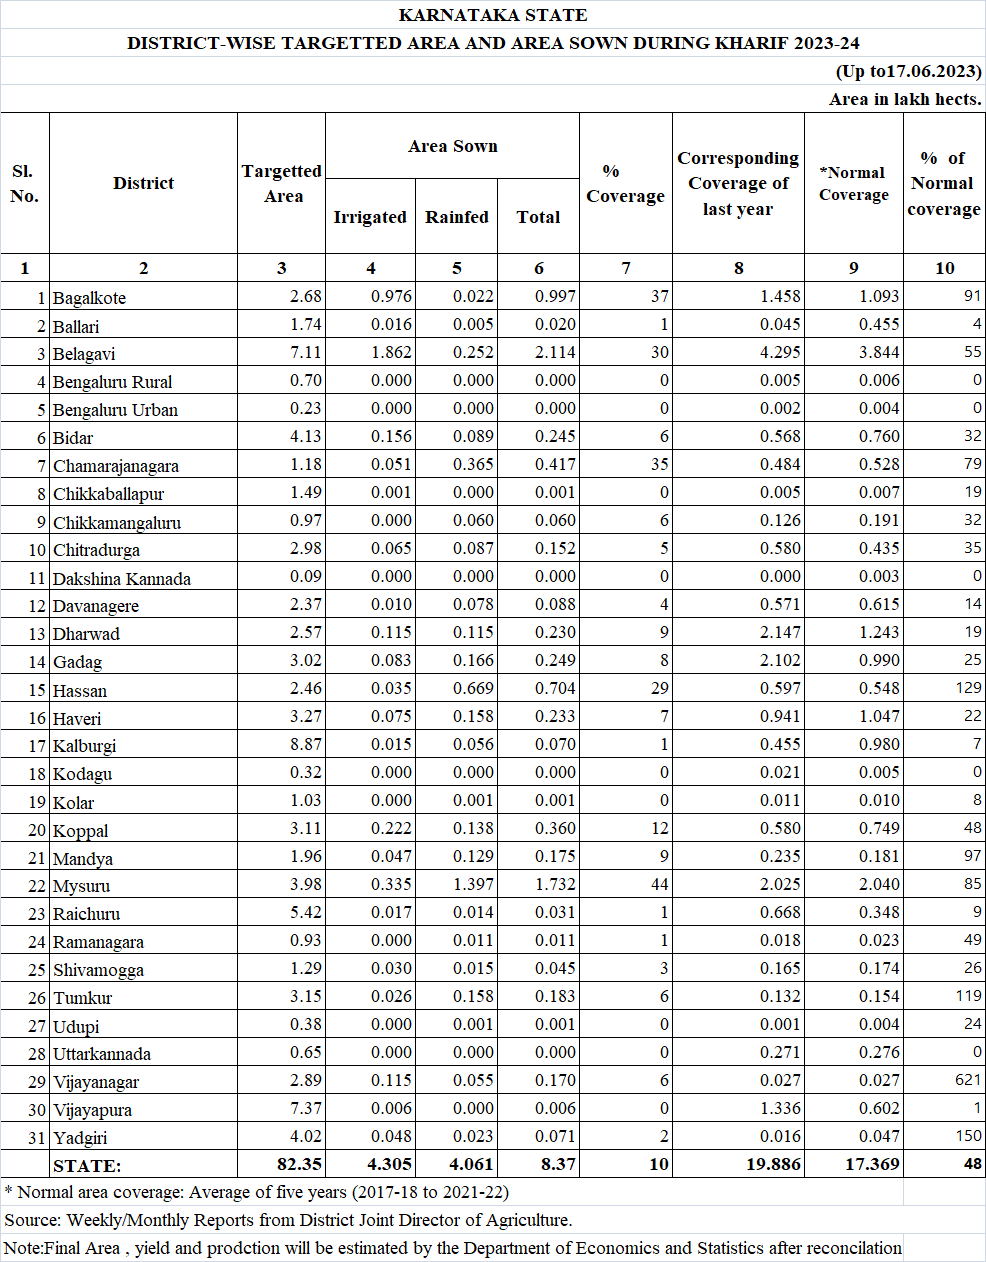 KARNATAKA STATE
DISTRICT-WISE TARGETTED AREA AND AREA SOWN DURING KHARIF 2023-24
(Up to17.06.2023)
Area in lakh hects.
Sl. No. District Targetted Area Area Sown % Coverage Corresponding Coverage of last year *Normal Coverage % of Normal coverage
Irrigated Rainfed Total
1 2 3 4 5 6 7 8 9 10
1 Bagalkote 2.68 0.976 0.022 0.997 37 1.458 1.093 91
2 Ballari 1.74 0.016 0.005 0.020 1 0.045 0.455 4
3 Belagavi 7.11 1.862 0.252 2.114 30 4.295 3.844 55
4 Bengaluru Rural 0.70 0.000 0.000 0.000 0 0.005 0.006 0
5 Bengaluru Urban 0.23 0.000 0.000 0.000 0 0.002 0.004 0
6 Bidar 4.13 0.156 0.089 0.245 6 0.568 0.760 32
7 Chamarajanagara 1.18 0.051 0.365 0.417 35 0.484 0.528 79
8 Chikkaballapur 1.49 0.001 0.000 0.001 0 0.005 0.007 19
9 Chikkamangaluru 0.97 0.000 0.060 0.060 6 0.126 0.191 32
10 Chitradurga 2.98 0.065 0.087 0.152 5 0.580 0.435 35
11 Dakshina Kannada 0.09 0.000 0.000 0.000 0 0.000 0.003 0
12 Davanagere 2.37 0.010 0.078 0.088 4 0.571 0.615 14
13 Dharwad 2.57 0.115 0.115 0.230 9 2.147 1.243 19
14 Gadag 3.02 0.083 0.166 0.249 8 2.102 0.990 25
15 Hassan 2.46 0.035 0.669 0.704 29 0.597 0.548 129
16 Haveri 3.27 0.075 0.158 0.233 7 0.941 1.047 22
17 Kalburgi 8.87 0.015 0.056 0.070 1 0.455 0.980 7
18 Kodagu 0.32 0.000 0.000 0.000 0 0.021 0.005 0
19 Kolar 1.03 0.000 0.001 0.001 0 0.011 0.010 8
20 Koppal 3.11 0.222 0.138 0.360 12 0.580 0.749 48
21 Mandya 1.96 0.047 0.129 0.175 9 0.235 0.181 97
22 Mysuru 3.98 0.335 1.397 1.732 44 2.025 2.040 85
23 Raichuru 5.42 0.017 0.014 0.031 1 0.668 0.348 9
24 Ramanagara 0.93 0.000 0.011 0.011 1 0.018 0.023 49
25 Shivamogga 1.29 0.030 0.015 0.045 3 0.165 0.174 26
26 Tumkur 3.15 0.026 0.158 0.183 6 0.132 0.154 119
27 Udupi 0.38 0.000 0.001 0.001 0 0.001 0.004 24
28 Uttarkannada 0.65 0.000 0.000 0.000 0 0.271 0.276 0
29 Vijayanagar 2.89 0.115 0.055 0.170 6 0.027 0.027 621
30 Vijayapura 7.37 0.006 0.000 0.006 0 1.336 0.602 1
31 Yadgiri 4.02 0.048 0.023 0.071 2 0.016 0.047 150
STATE: 82.35 4.305 4.061 8.37 10 19.886 17.369 48
* Normal area coverage: Average of five years (2017-18 to 2021-22)
Source: Weekly/Monthly Reports from District Joint Director of Agriculture.
Note:Final Area , yield and prodction will be estimated by the Department of Economics and Statistics after reconcilation